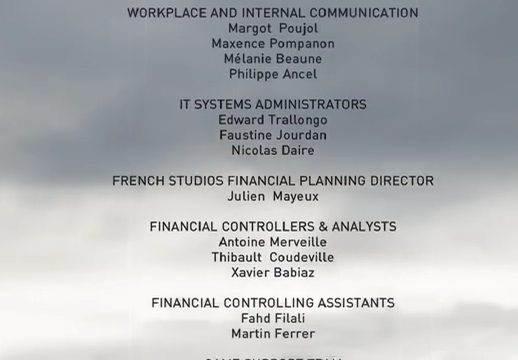 WORKPLACE AND INTERNAL COMMUNICATION
Margot Poujol
Maxence Pompanon
Mélanie Beaune
Philippe Ancel
IT SYSTEMS ADMINISTRATORS
Edward Trallongo
Faustine Jourdan
Nicolas Daire
FRENCH STUDIOS FINANCIAL PLANNING DIRECTOR
Julien Mayeux
FINANCIAL CONTROLLERS & ANALYSTS
Antoine Merveille
Thibault Coudeville
Xavier Babiaz
FINANCIAL CONTROLLING ASSISTANTS
Fahd Filali
Martin Ferrer